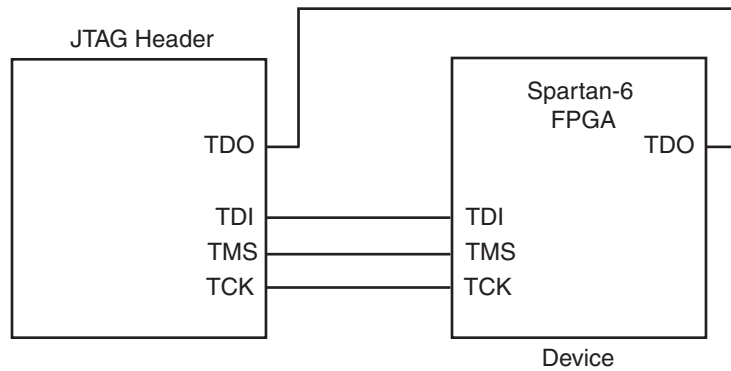 JTAG Header
TDO
TDI
TMS
TCK
Spartan-6
FPGA
TDO
TDI
TMS
TCK
Device